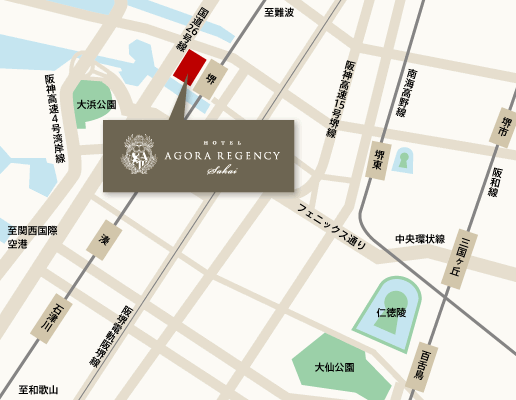 至難波
国道26号線
堺
阪神高速4号湾岸線
大浜公園
阪神高速15号堺線
南海高野線
堺市
HOTEL
AGORA REGENCY
Sakai
堺東
阪和線
フェニックス通り
中央環状線
三国ヶ丘
至関西国際
空港
湊
石津川
阪堺電軌阪堺線
仁徳陵
大仙公園
百舌鳥
至和歌山